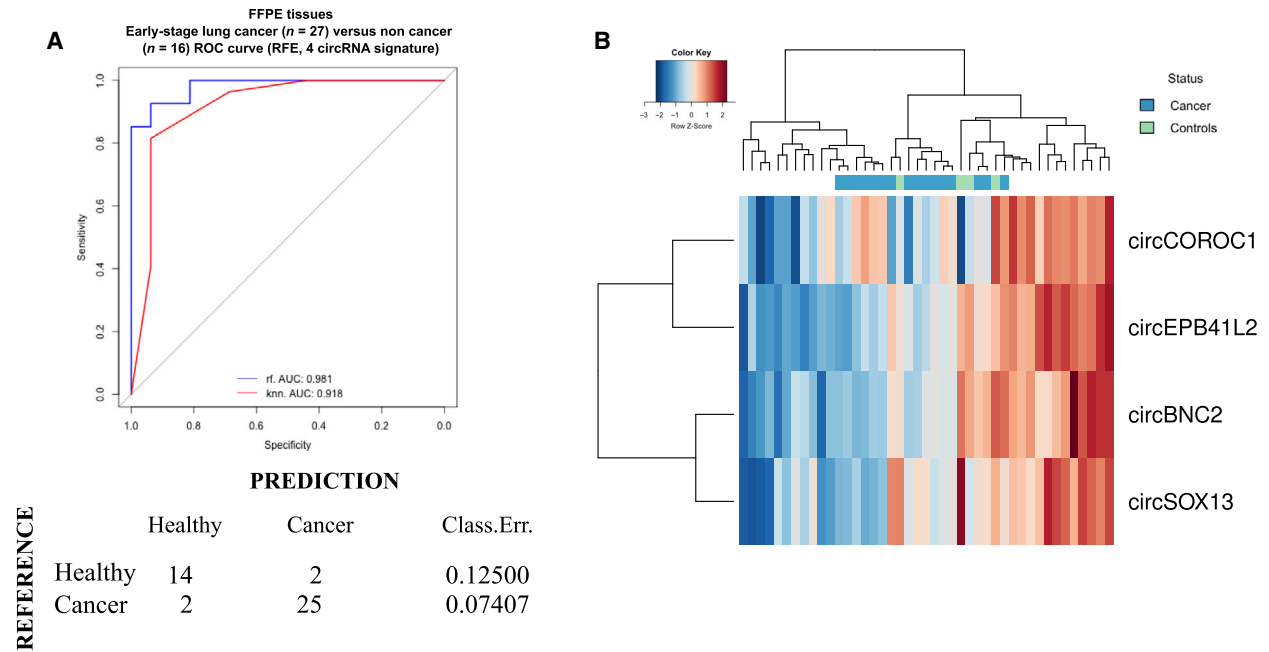 A
FFPE tissues
Early-stage lung cancer (n = 27) versus non cancer
(n = 16) ROC curve (RFE, 4 circRNA signature)
Sensitivity
1.0
0.8
0.6
0.4
0.2
0.0
rf. AUC: 0.981
knn. AUC: 0.918
1.0 0.8 0.6 0.4 0.2 0.0
Specificity
PREDICTION
REFERENCE
Healthy Cancer Class.Err.
Healthy 14 2 0.12500
Cancer 2 25 0.07407
B
Color Key
−3 −2 −1 0 1 2
Row Z-Score
Status
Cancer
Controls
circCOROC1
circEPB41L2
circBNC2
circSOX13